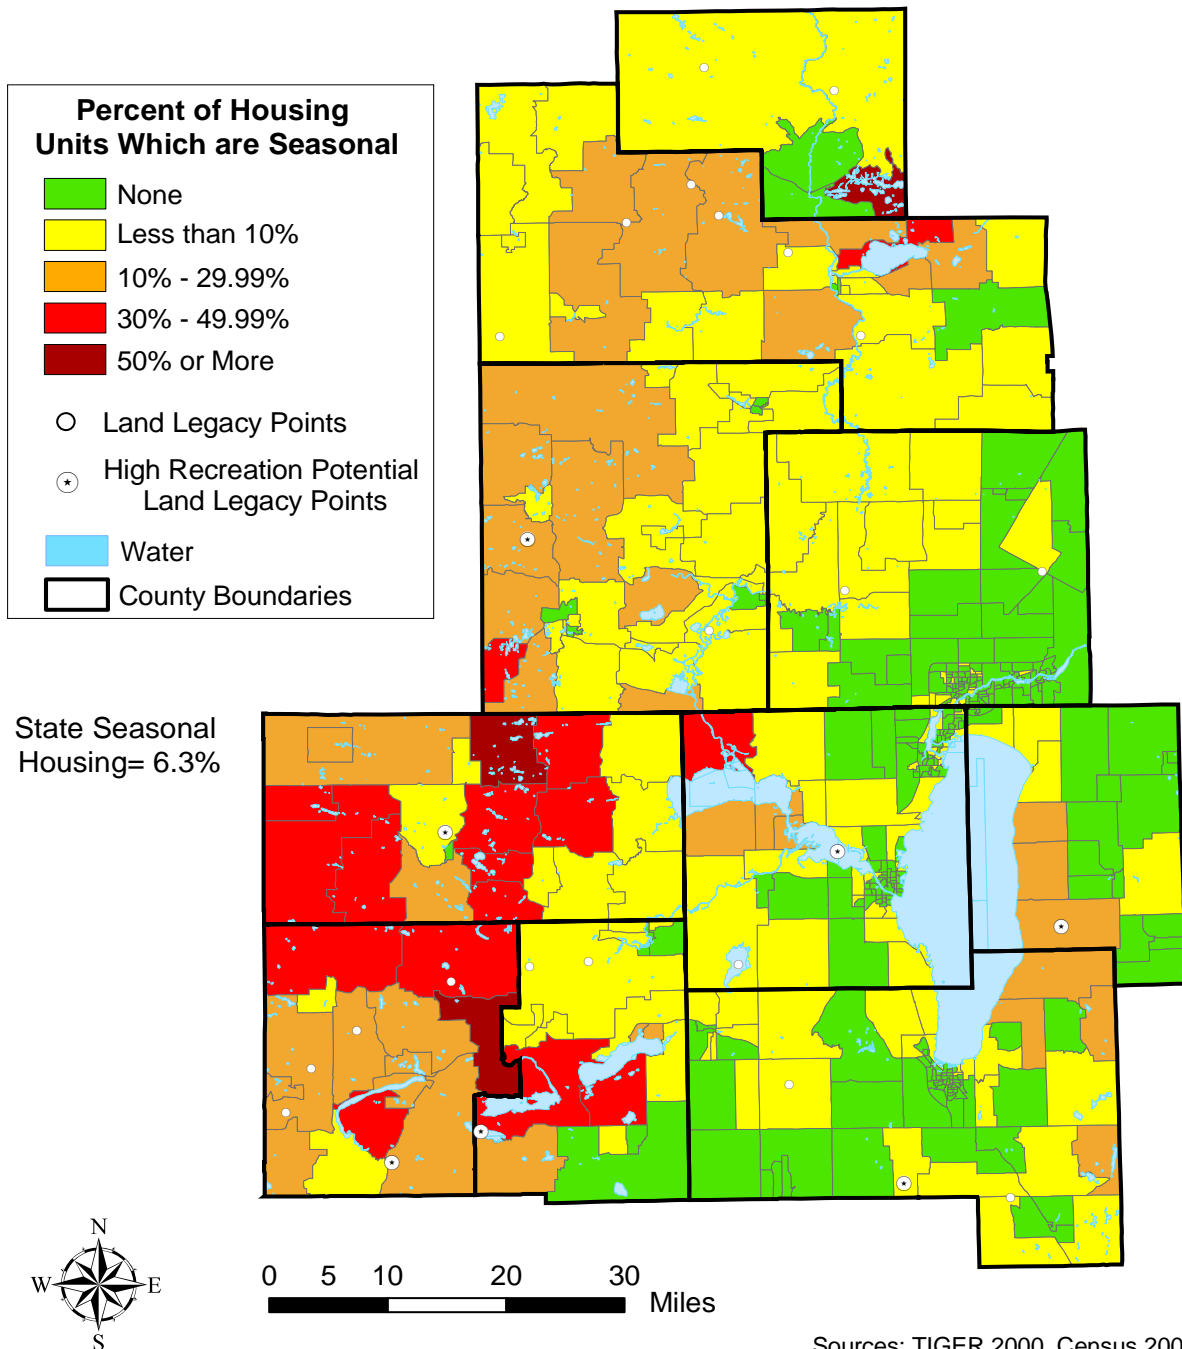 Percent of Housing
Units Which are Seasonal
None
Less than 10%
10% - 29.99%
30% - 49.99%
50% or More
Land Legacy Points
High Recreation Potential
Land Legacy Points
Water
County Boundaries
State Seasonal
Housing= 6.3%
N
W E
S
0 5 10 20 30
Miles
Sources: TIGER 2000, Census 200